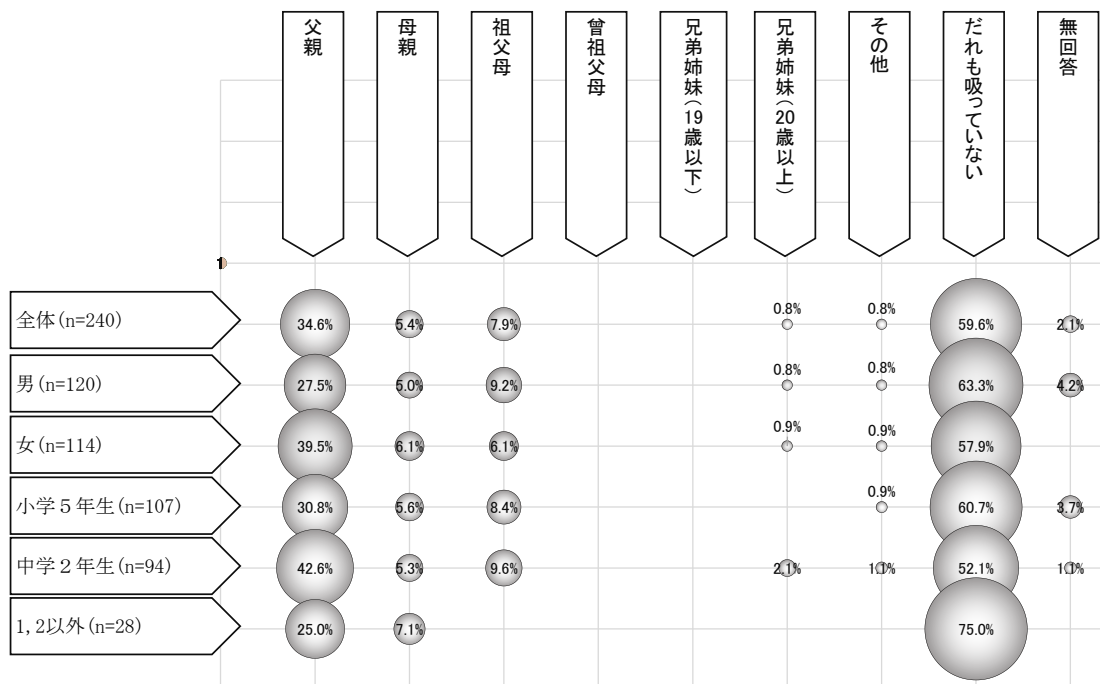 父親
母親
祖父母
曾祖父母
兄弟姉妹(19歳以下)
兄弟姉妹(20歳以上)
その他
だれも吸っていない
無回答
1
全体(n=240)
34.6% 5.4% 7.9% 0.8% 0.8% 59.6% 2.1%
男(n=120)
27.5% 5.0% 9.2% 0.8% 0.8% 63.3% 4.2%
女(n=114)
39.5% 6.1% 6.1% 0.9% 0.9% 57.9%
小学5年生(n=107)
30.8% 5.6% 8.4% 0.9% 60.7% 3.7%
中学2年生(n=94)
42.6% 5.3% 9.6% 2.1% 1.1% 52.1% 1.1%
1,2以外(n=28)
25.0% 7.1% 75.0%